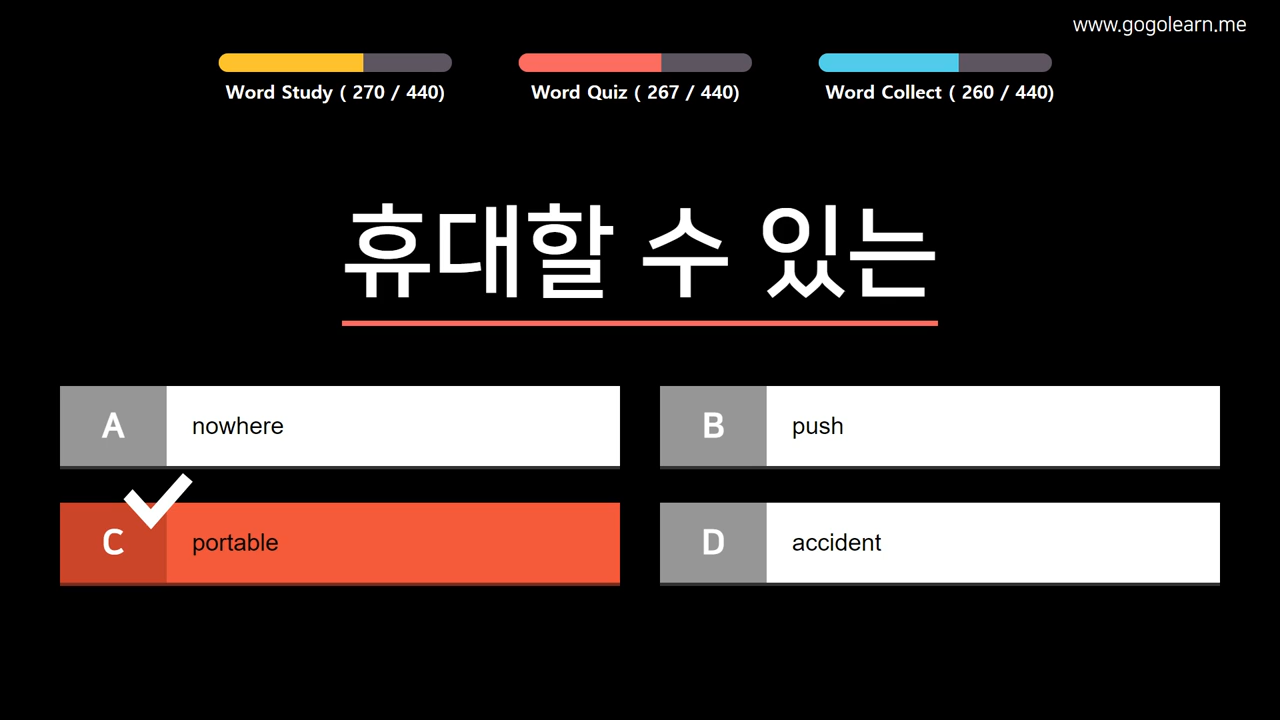 www.gogolearn.me
Word Study ( 270 / 440)
Word Quiz ( 267 / 440)
Word Collect ( 260 / 440)
휴대할 수 있는
A nowhere
B push
C portable
D accident